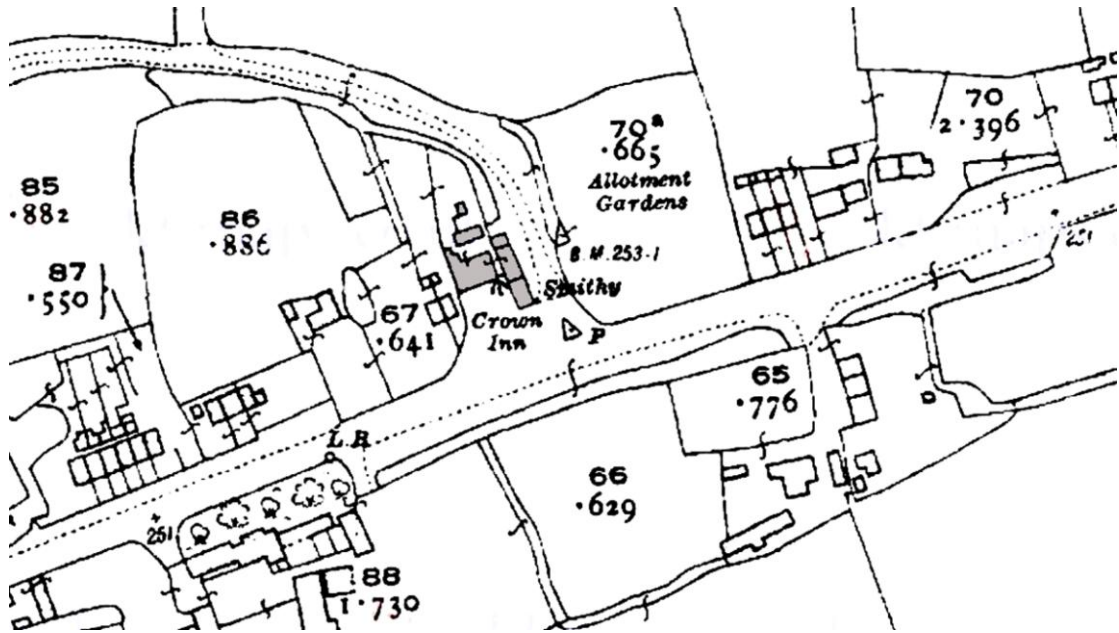 70
2·396
70a
·665
Allotment
Gardens
85
·882
86
·886
B.M.253·1
251
87
·550
Smithy
Crown
Inn
P
67
·641
65
·776
L.B
66
·629
251
88
1·730